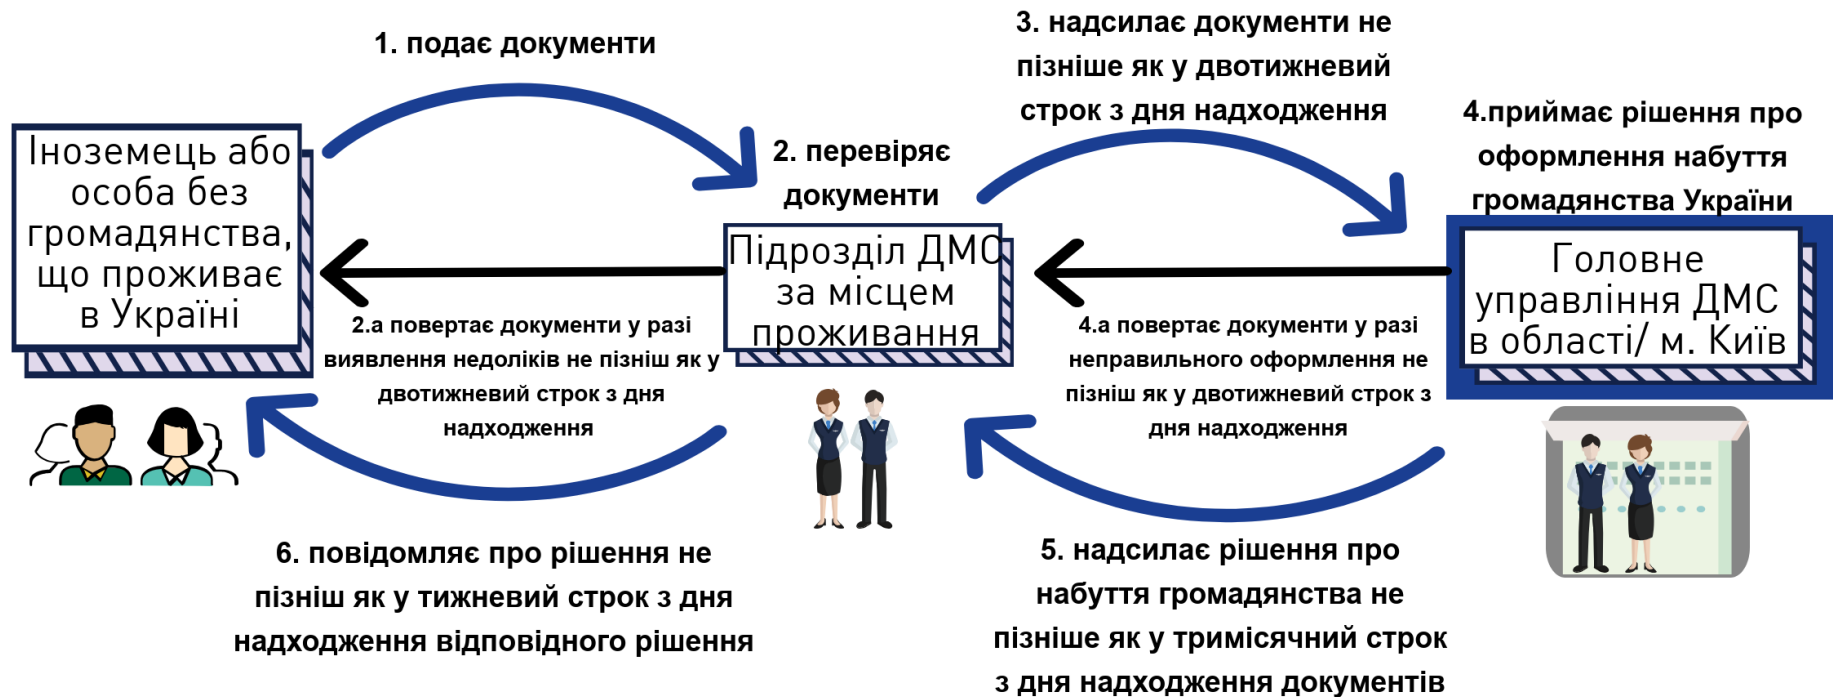 1. подає документи
3. надсилає документи не
пізніше як у двотижневий
строк з дня надходження
4.приймає рішення про
оформлення набуття
громадянства України
2. перевіряє
документи
Іноземець або
особа без
громадянства,
що проживає
в Україні
Підрозділ ДМС
за місцем
проживання
Головне
управління ДМС
в області/ м. Київ
2.а повертає документи у разі
виявлення недоліків не пізніш як у
двотижневий строк з дня
надходження
4.а повертає документи у разі
неправильного оформлення не
пізніш як у двотижневий строк з
дня надходження
6. повідомляє про рішення не
пізніш як у тижневий строк з дня
надходження відповідного рішення
5. надсилає рішення про
набуття громадянства не
пізніше як у тримісячний строк
з дня надходження документів